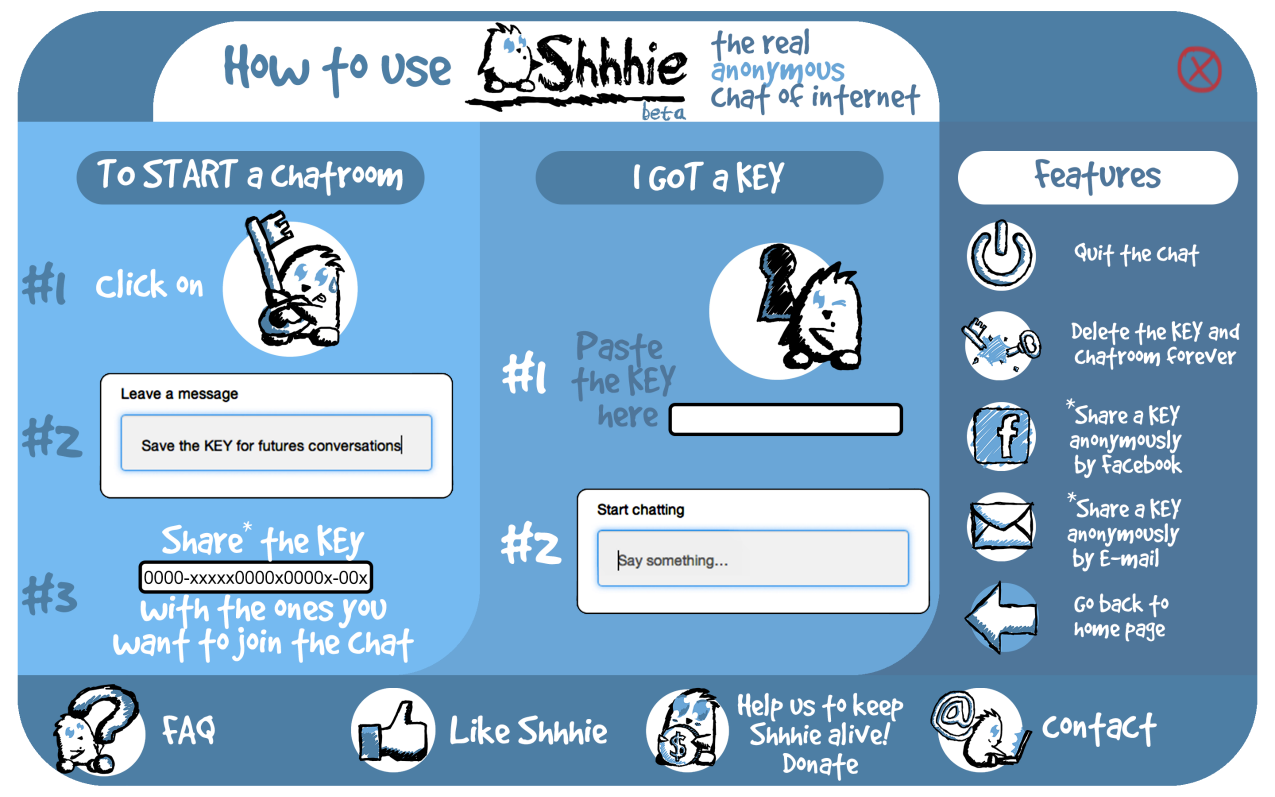 How to use
Shhhie
beta
the real
anonymous
chat of internet
To START a chatroom
#1
Click on
#2
Leave a message
Save the KEY for futures conversations
#3
Share* the KEY
0000-xxxxx0000x0000x-00x
with the ones you
want to join the Chat
I GOT a KEY
#1
Paste
the KEY
here
#2
Start chatting
Say something...
Features
Quit the Chat
Delete the KEY and
Chatroom forever
*Share a KEY
anonymously
by Facebook
*Share a KEY
anonymously
by E-mail
Go back to
home page
FAQ
Like Shhhie
Help us to keep
Shhhie alive!
Donate
Contact